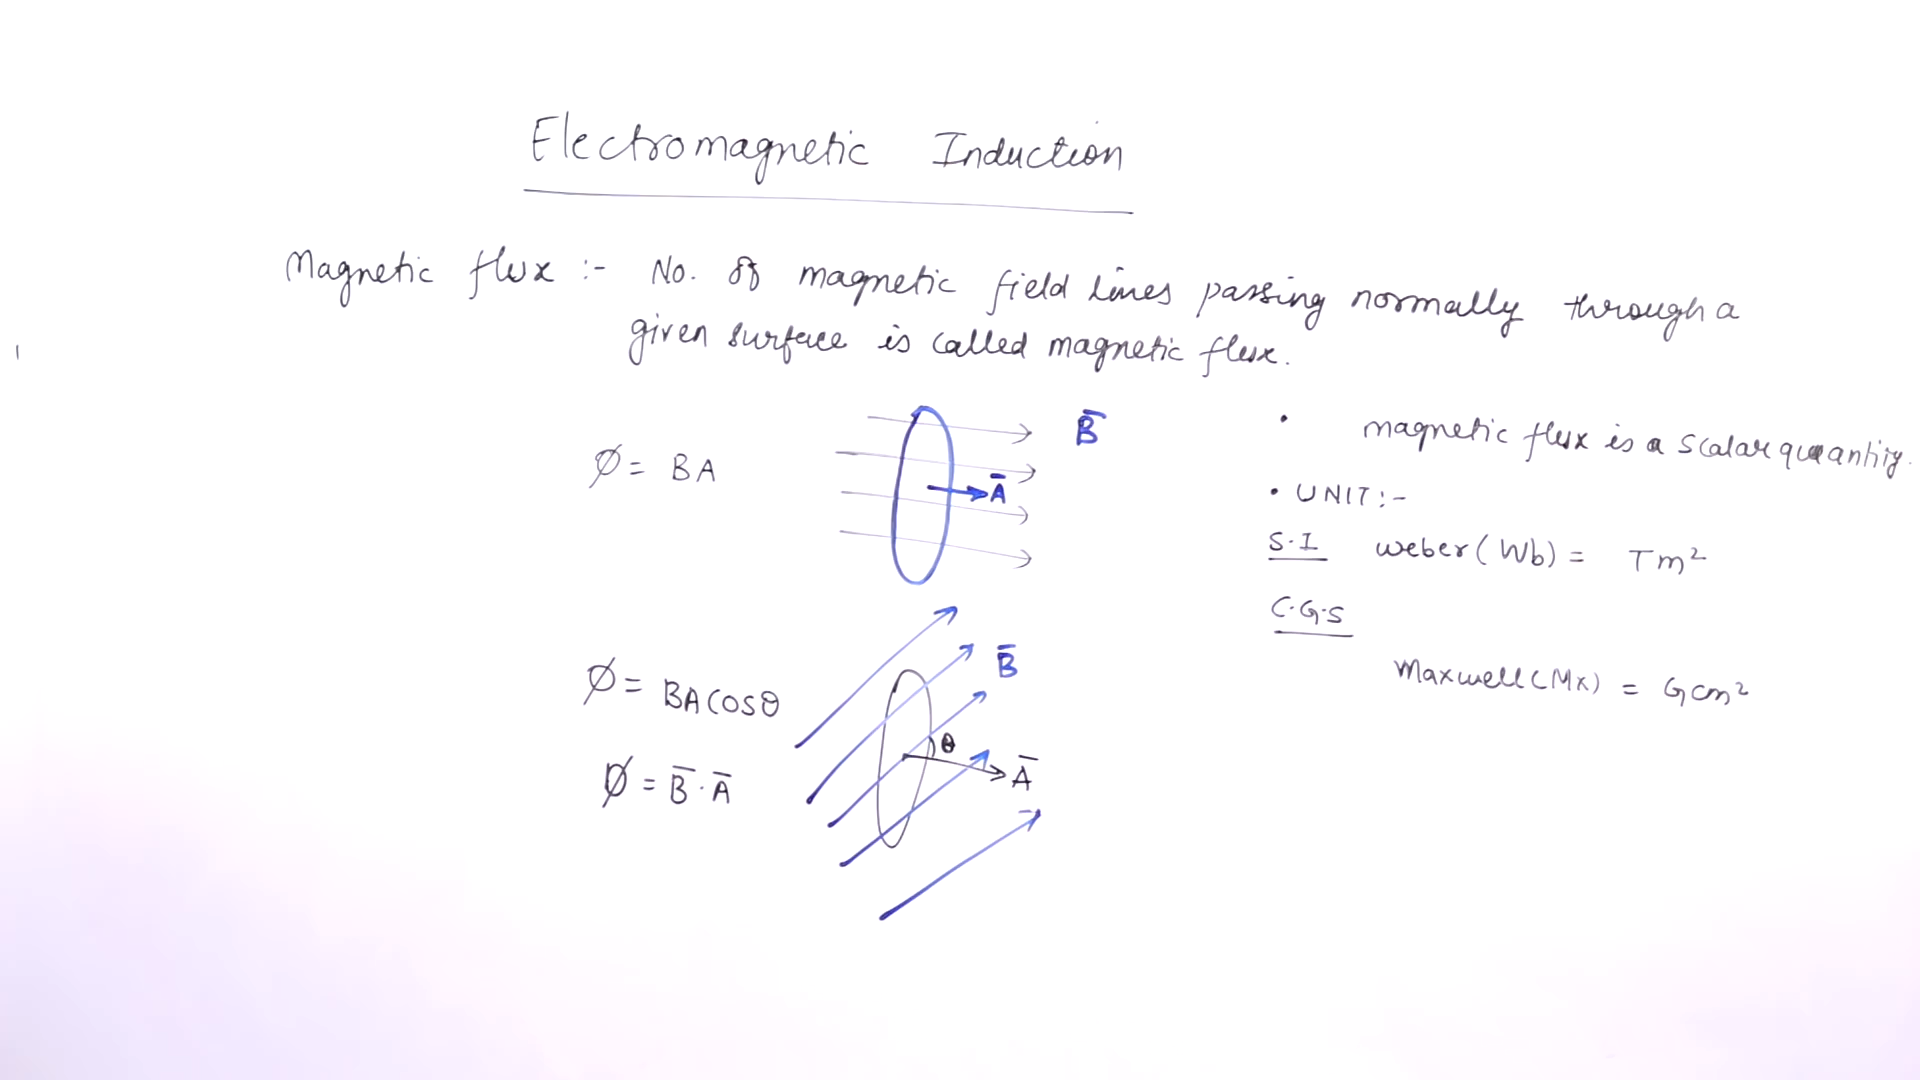 Electromagnetic Induction
Magnetic flux :- No. of magnetic field lines passing normally through a
given surface is called magnetic flux.
∅ = BA
B̅
A̅
• magnetic flux is a scalar quantity.
• UNIT :-
S.I weber (Wb) = Tm²
C.G.S
Maxwell (Mx) = Gcm²
∅ = BA COSθ
∅ = B̅ · A̅
B̅
θ
A̅